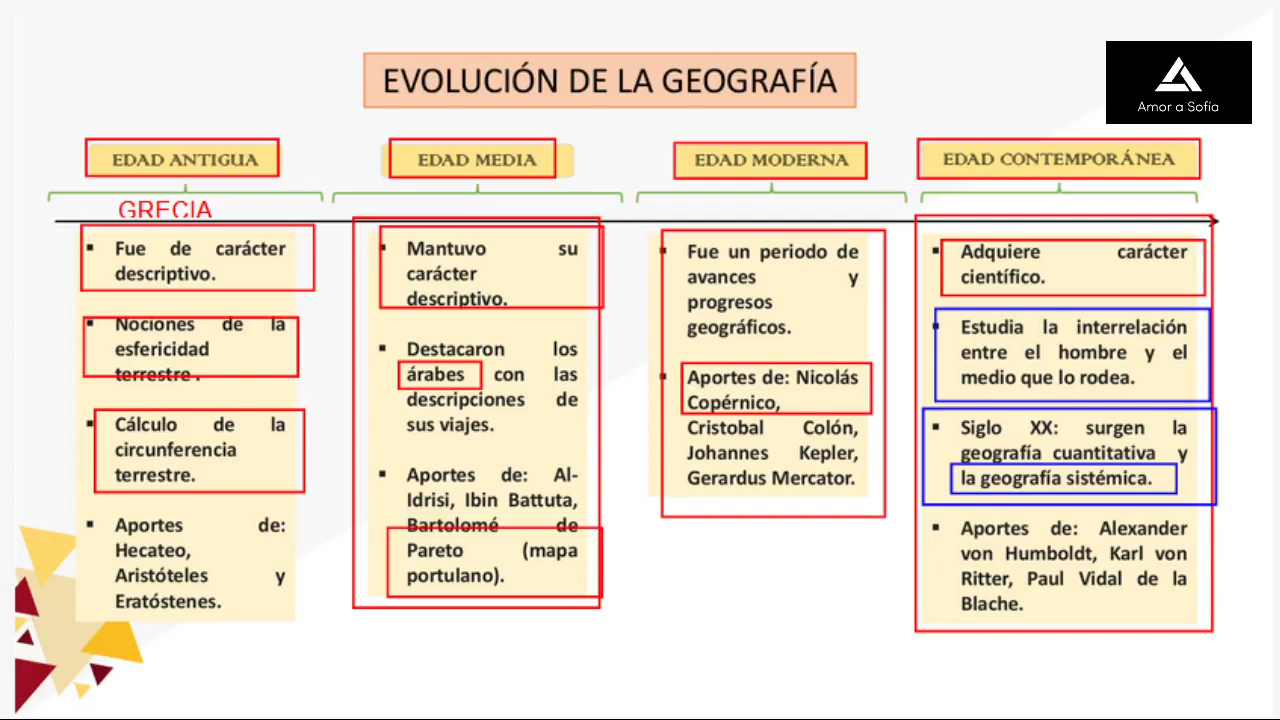 EVOLUCIÓN DE LA GEOGRAFÍA
Amor a Sofía
EDAD ANTIGUA
GRECIA
▪ Fue de carácter
descriptivo.
▪ Nociones de la
esfericidad
terrestre .
▪ Cálculo de la
circunferencia
terrestre.
▪ Aportes de:
Hecateo,
Aristóteles y
Eratóstenes.
EDAD MEDIA
▪ Mantuvo su
carácter
descriptivo.
▪ Destacaron los
árabes con las
descripciones de
sus viajes.
▪ Aportes de: Al-
Idrisi, Ibin Battuta,
Bartolomé de
Pareto (mapa
portulano).
EDAD MODERNA
▪ Fue un periodo de
avances y
progresos
geográficos.
▪ Aportes de: Nicolás
Copérnico,
Cristobal Colón,
Johannes Kepler,
Gerardus Mercator.
EDAD CONTEMPORÁNEA
▪ Adquiere carácter
científico.
▪ Estudia la interrelación
entre el hombre y el
medio que lo rodea.
▪ Siglo XX: surgen la
geografía cuantitativa y
la geografía sistémica.
▪ Aportes de: Alexander
von Humboldt, Karl von
Ritter, Paul Vidal de la
Blache.